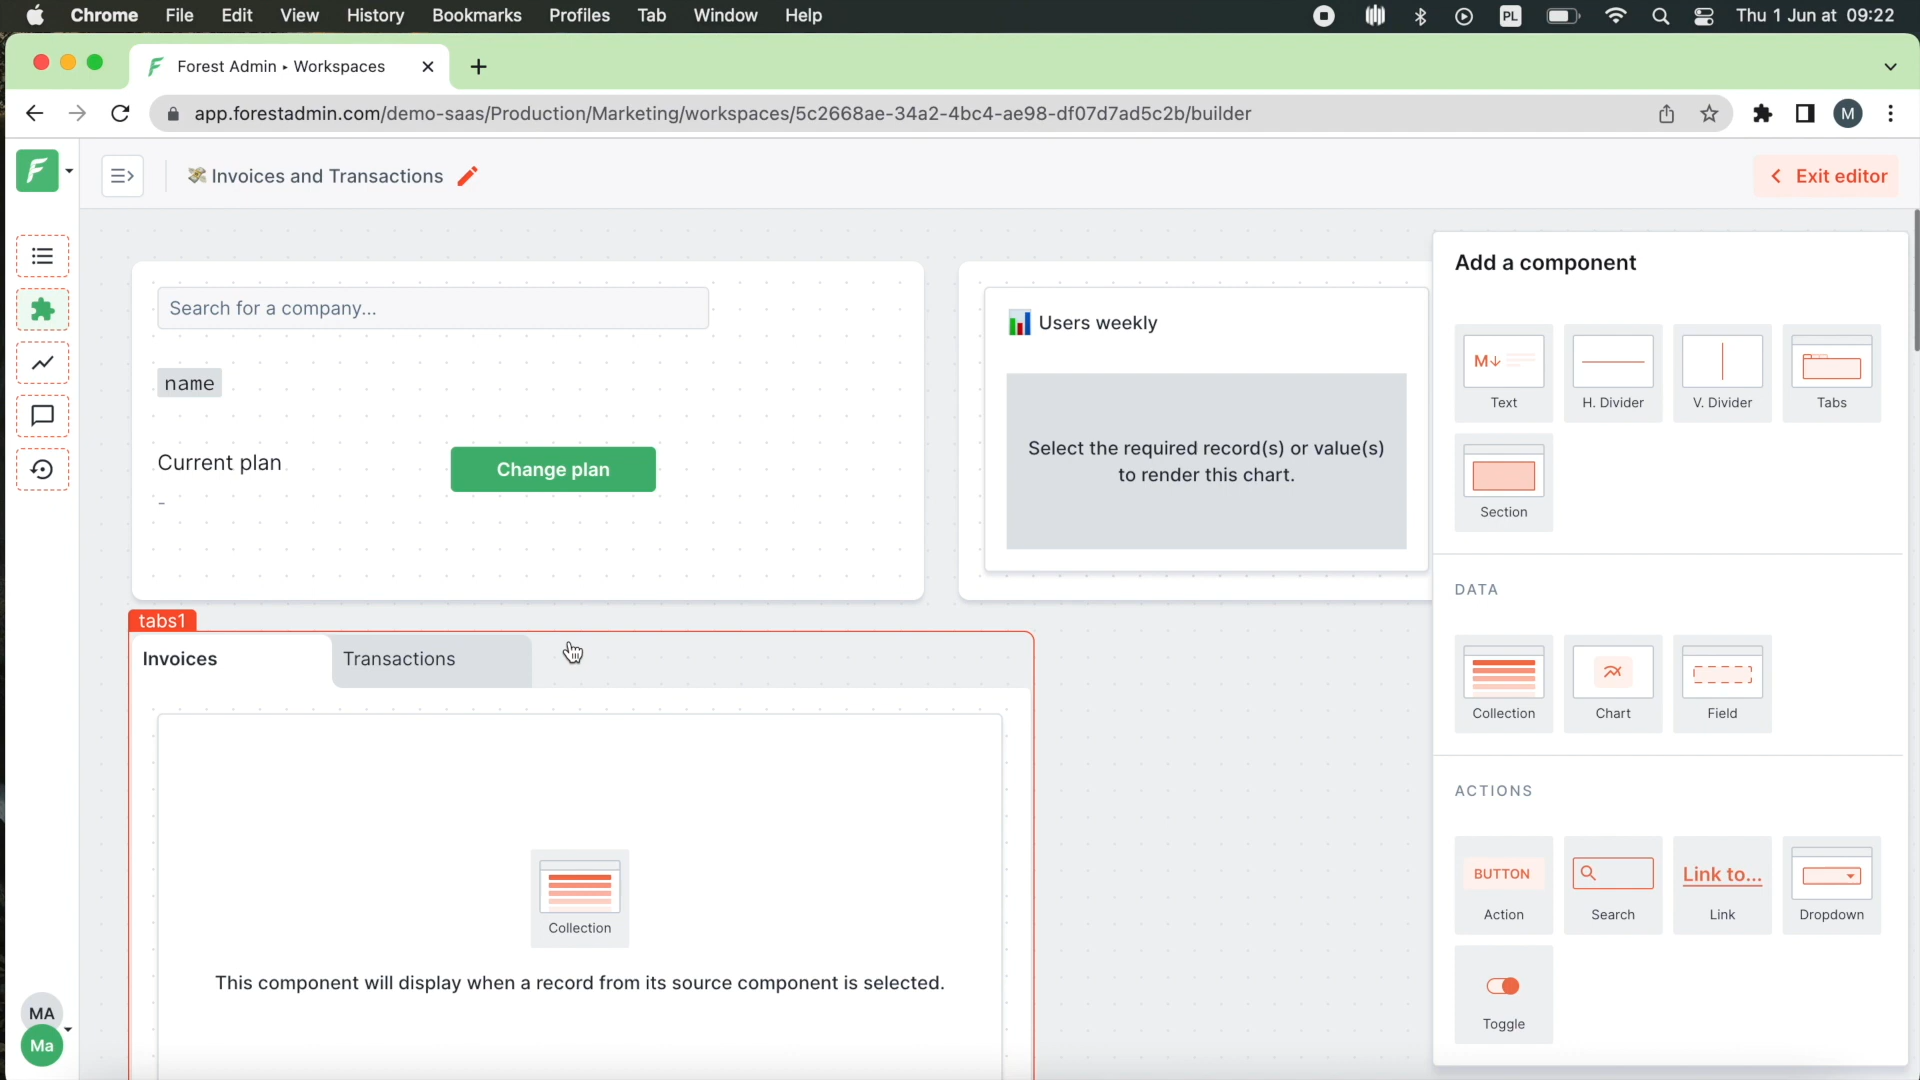 Chrome File Edit View History Bookmarks Profiles Tab Window Help PL Thu 1 Jun at 09:22
Forest Admin ▸ Workspaces
app.forestadmin.com/demo-saas/Production/Marketing/workspaces/5c2668ae-34a2-4bc4-ae98-df07d7ad5c2b/builder M
Invoices and Transactions
Exit editor
Search for a company...
name
Current plan
-
Change plan
Users weekly
Select the required record(s) or value(s)
to render this chart.
tabs1
Invoices
Transactions
Collection
This component will display when a record from its source component is selected.
Add a component
M↓
Text
H. Divider
V. Divider
Tabs
Section
DATA
Collection
Chart
Field
ACTIONS
BUTTON
Action
Search
Link to...
Link
Dropdown
Toggle
MA
Ma